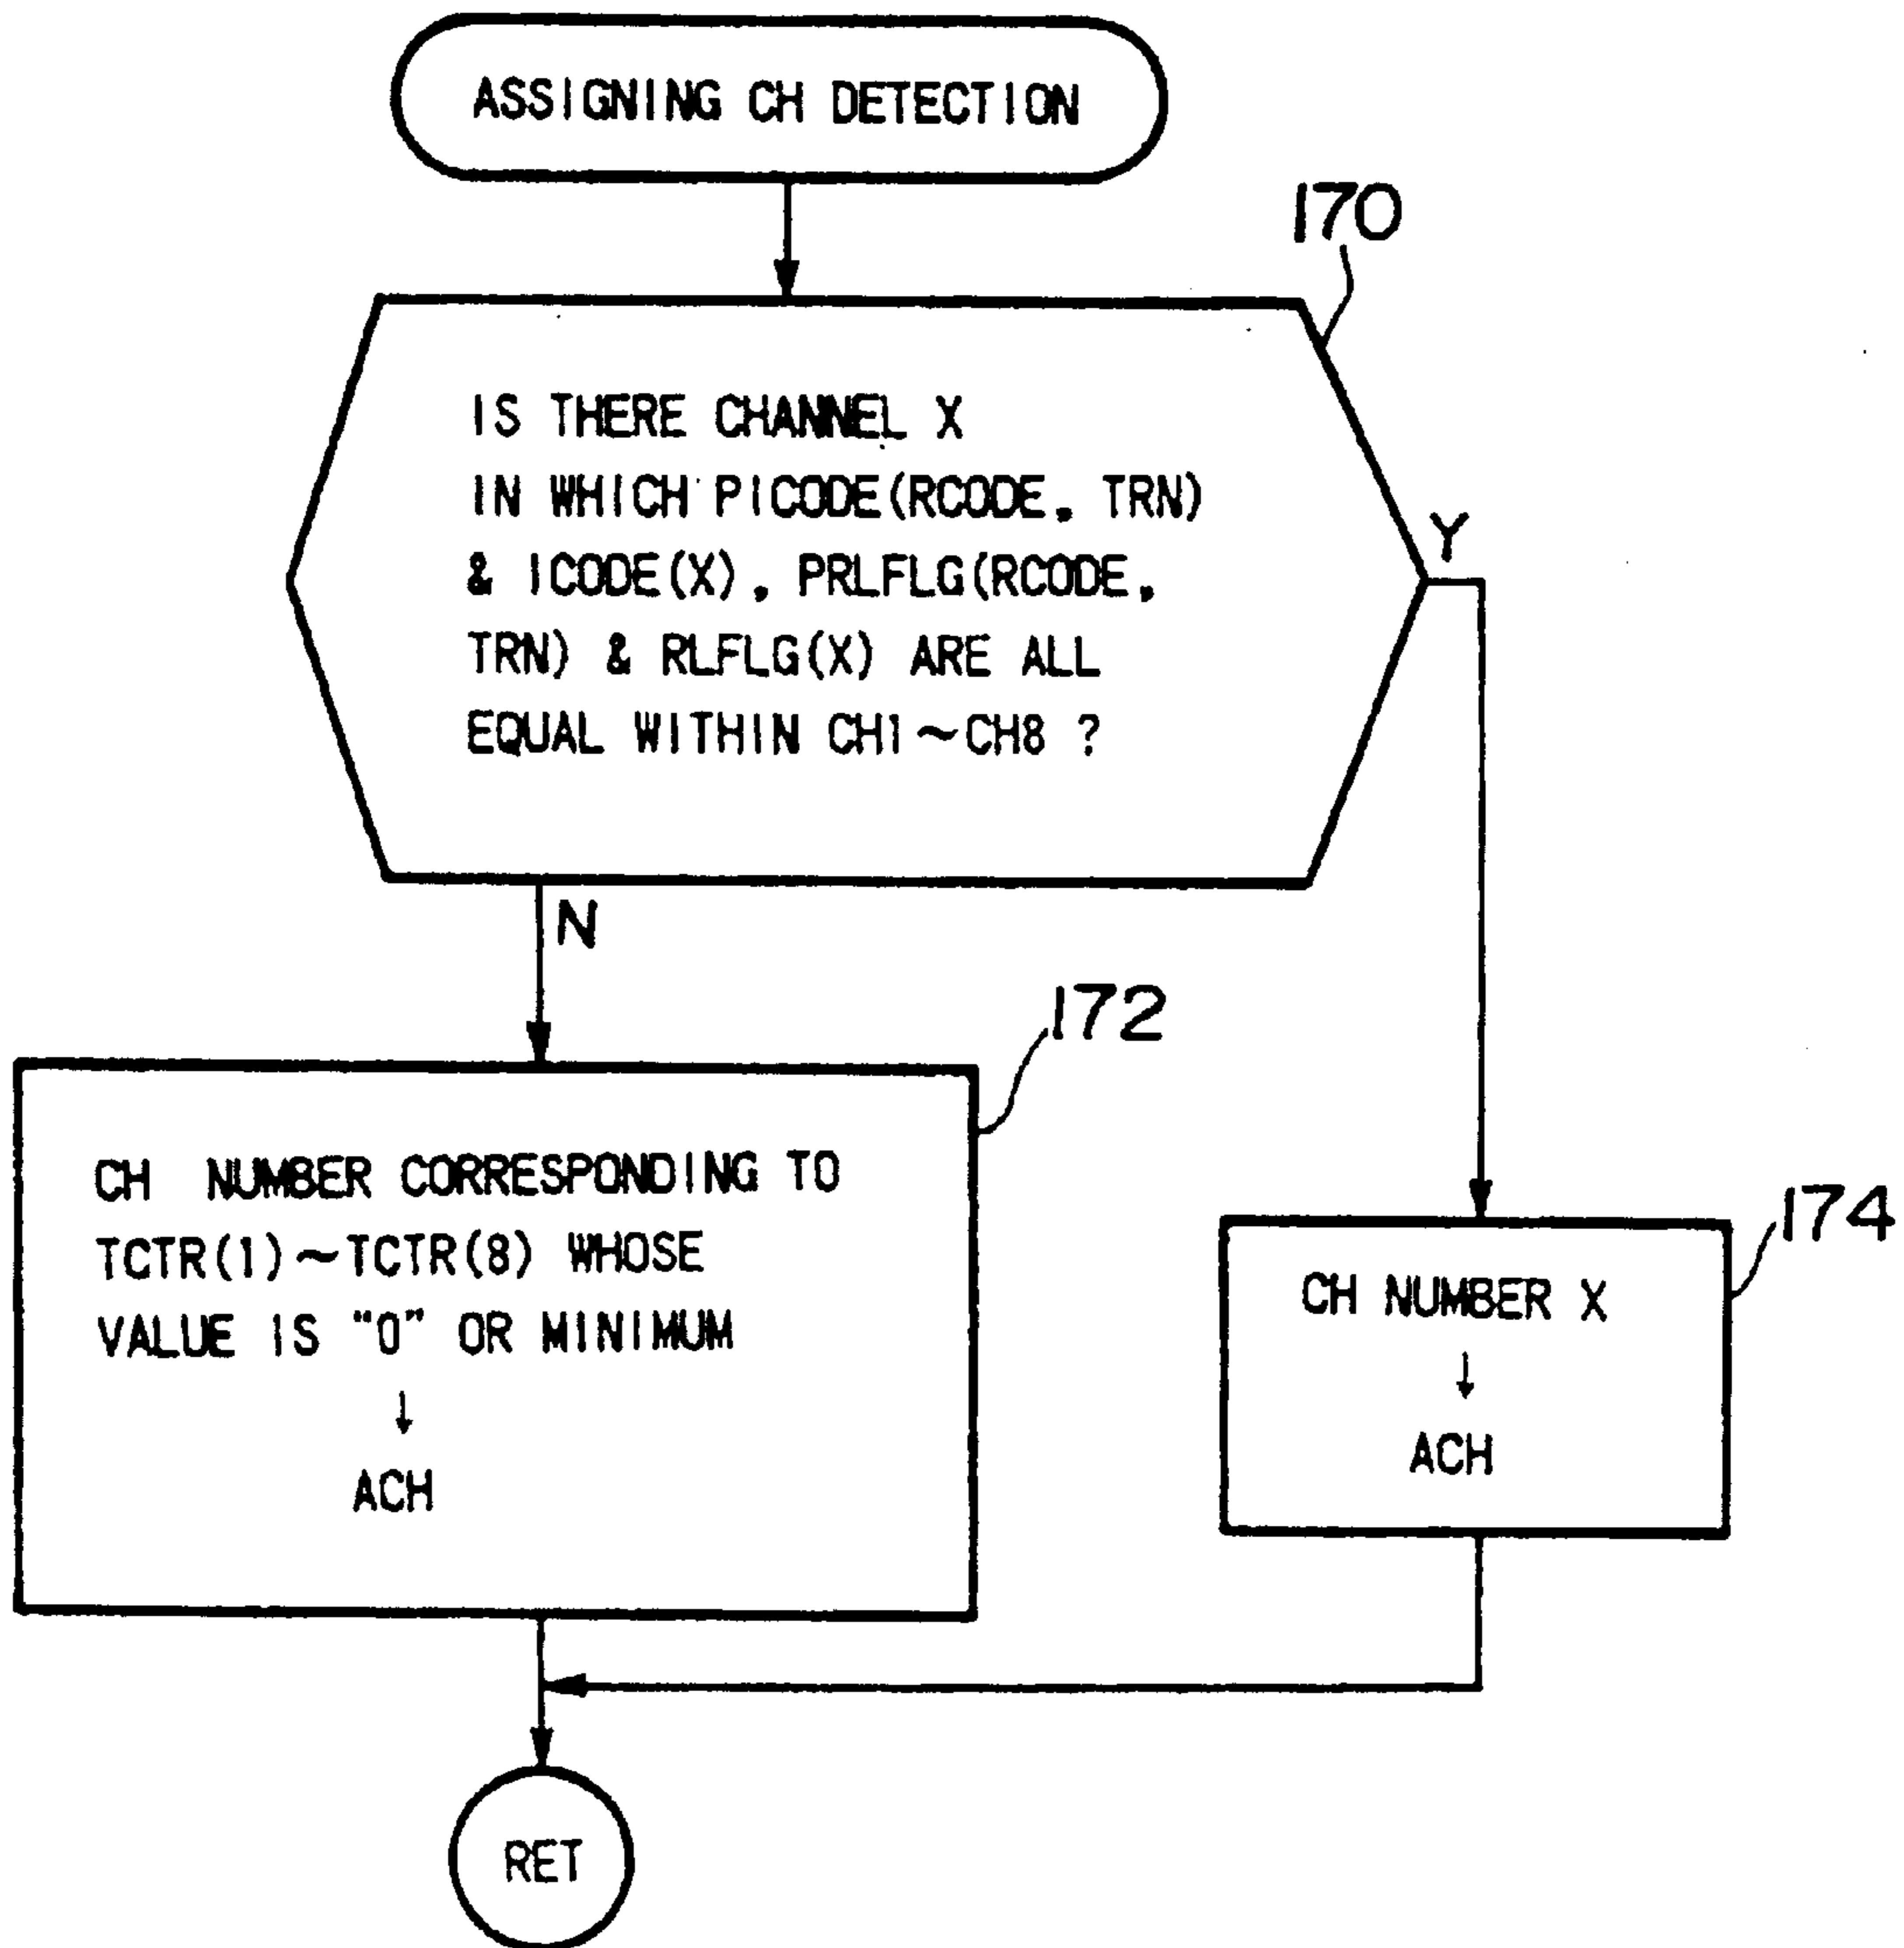 ASSIGNING CH DETECTION
170
IS THERE CHANNEL X
IN WHICH PICODE(RCODE, TRN)
& ICODE(X), PRLFLG(RCODE,
TRN) & RLFLG(X) ARE ALL
EQUAL WITHIN CH1~CH8 ?
Y
N
172
CH NUMBER CORRESPONDING TO
TCTR(1)~TCTR(8) WHOSE
VALUE IS "0" OR MINIMUM
↓
ACH
174
CH NUMBER X
↓
ACH
RET